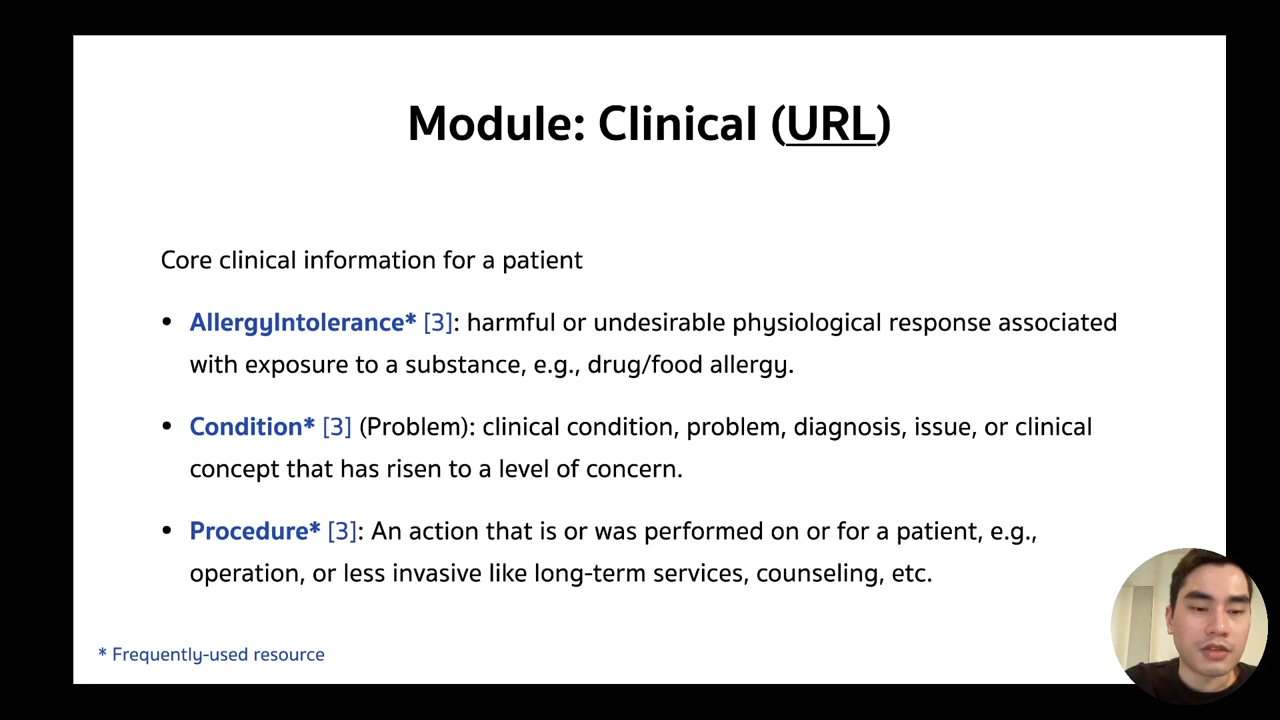 Module: Clinical (URL)
Core clinical information for a patient
• AllergyIntolerance* [3]: harmful or undesirable physiological response associated
with exposure to a substance, e.g., drug/food allergy.
• Condition* [3] (Problem): clinical condition, problem, diagnosis, issue, or clinical
concept that has risen to a level of concern.
• Procedure* [3]: An action that is or was performed on or for a patient, e.g.,
operation, or less invasive like long-term services, counseling, etc.
* Frequently-used resource